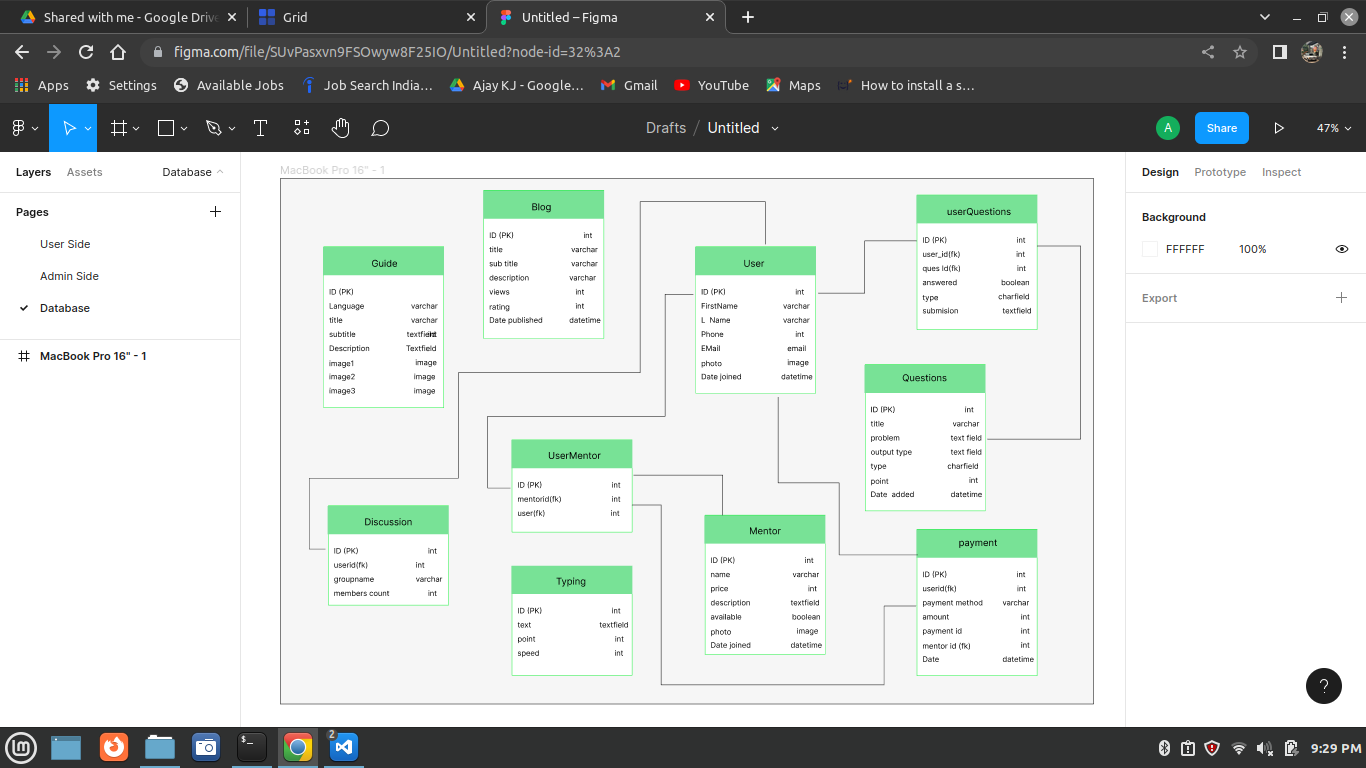 Shared with me - Google Drive
Grid
Untitled – Figma
figma.com/file/SUvPasxvn9FSOwyw8F25IO/Untitled?node-id=32%3A2
Apps
Settings
Available Jobs
Job Search India…
Ajay KJ - Google…
Gmail
YouTube
Maps
How to install a s…
Drafts / Untitled
A
Share
47%
Layers
Assets
Database
Pages
User Side
Admin Side
Database
MacBook Pro 16" - 1
MacBook Pro 16" - 1
Guide
ID (PK)
Language varchar
title varchar
subtitle textfield int
Description Textfield
image1 image
image2 image
image3 image
Blog
ID (PK) int
title varchar
sub title varchar
description varchar
views int
rating int
Date published datetime
User
ID (PK) int
FirstName varchar
L Name varchar
Phone int
EMail email
photo image
Date joined datetime
userQuestions
ID (PK) int
user_id(fk) int
ques Id(fk) int
answered boolean
type charfield
submision textfield
Questions
ID (PK) int
title varchar
problem text field
output type text field
type charfield
point int
Date added datetime
UserMentor
ID (PK) int
mentorid(fk) int
user(fk) int
Discussion
ID (PK) int
userid(fk) int
groupname varchar
members count int
Typing
ID (PK) int
text textfield
point int
speed int
Mentor
ID (PK) int
name varchar
price int
description textfield
available boolean
photo image
Date joined datetime
payment
ID (PK) int
userid(fk) int
payment method varchar
amount int
payment id int
mentor id (fk) int
Date datetime
Design
Prototype
Inspect
Background
FFFFFF
100%
Export
?
$_
2
9:29 PM